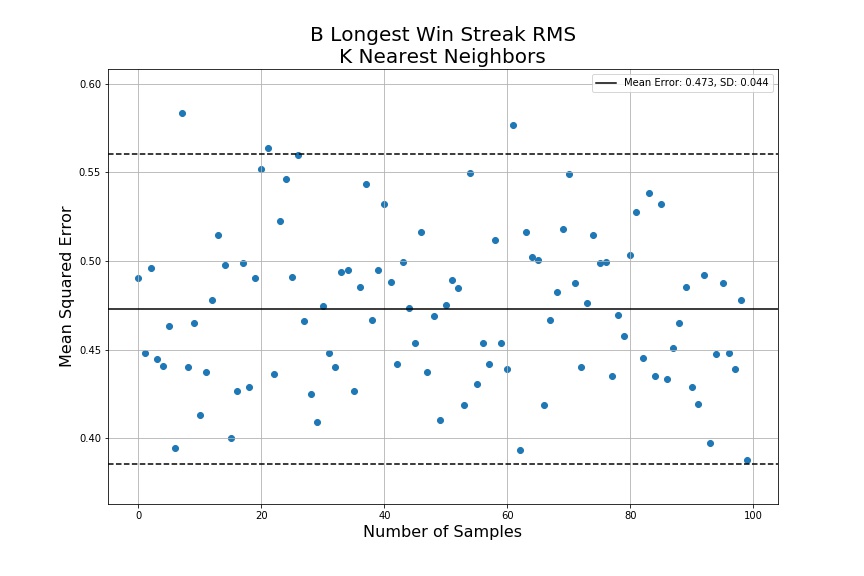 B Longest Win Streak RMS
K Nearest Neighbors
Mean Error: 0.473, SD: 0.044
0.60
0.55
0.50
0.45
0.40
Mean Squared Error
0 20 40 60 80 100
Number of Samples